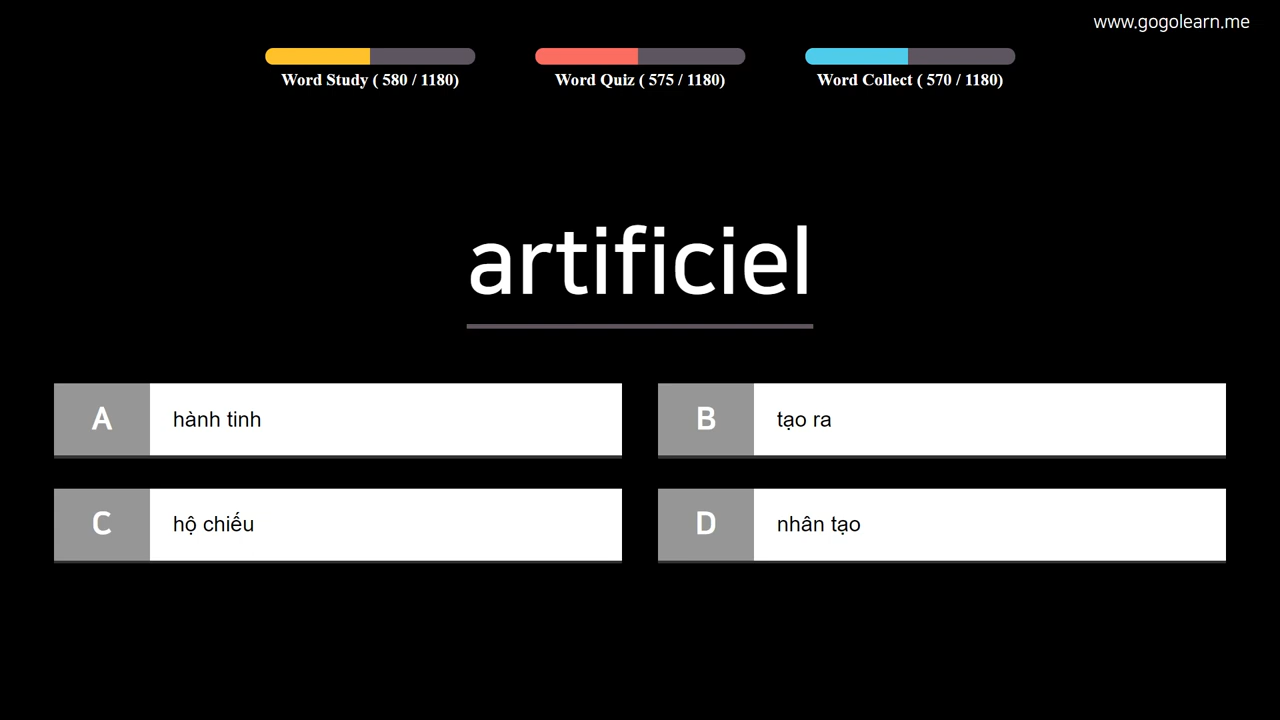 www.gogolearn.me
Word Study ( 580 / 1180)
Word Quiz ( 575 / 1180)
Word Collect ( 570 / 1180)
artificiel
A hành tinh
B tạo ra
C hộ chiếu
D nhân tạo